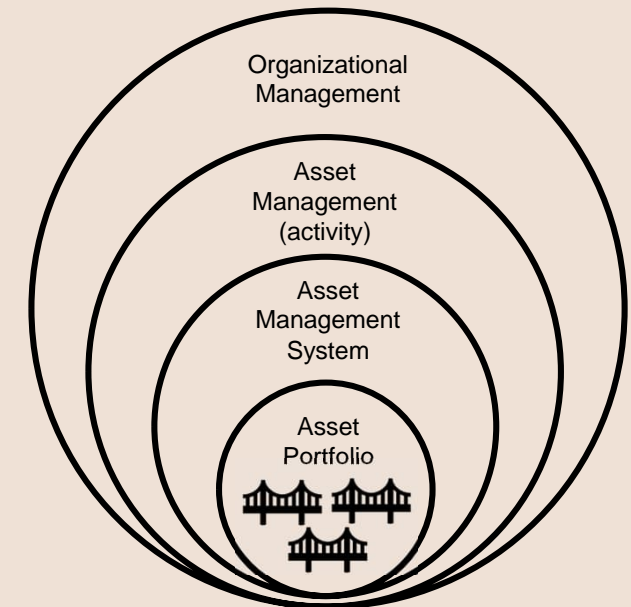 Organizational
Management
Asset
Management
(activity)
Asset
Management
System
Asset
Portfolio